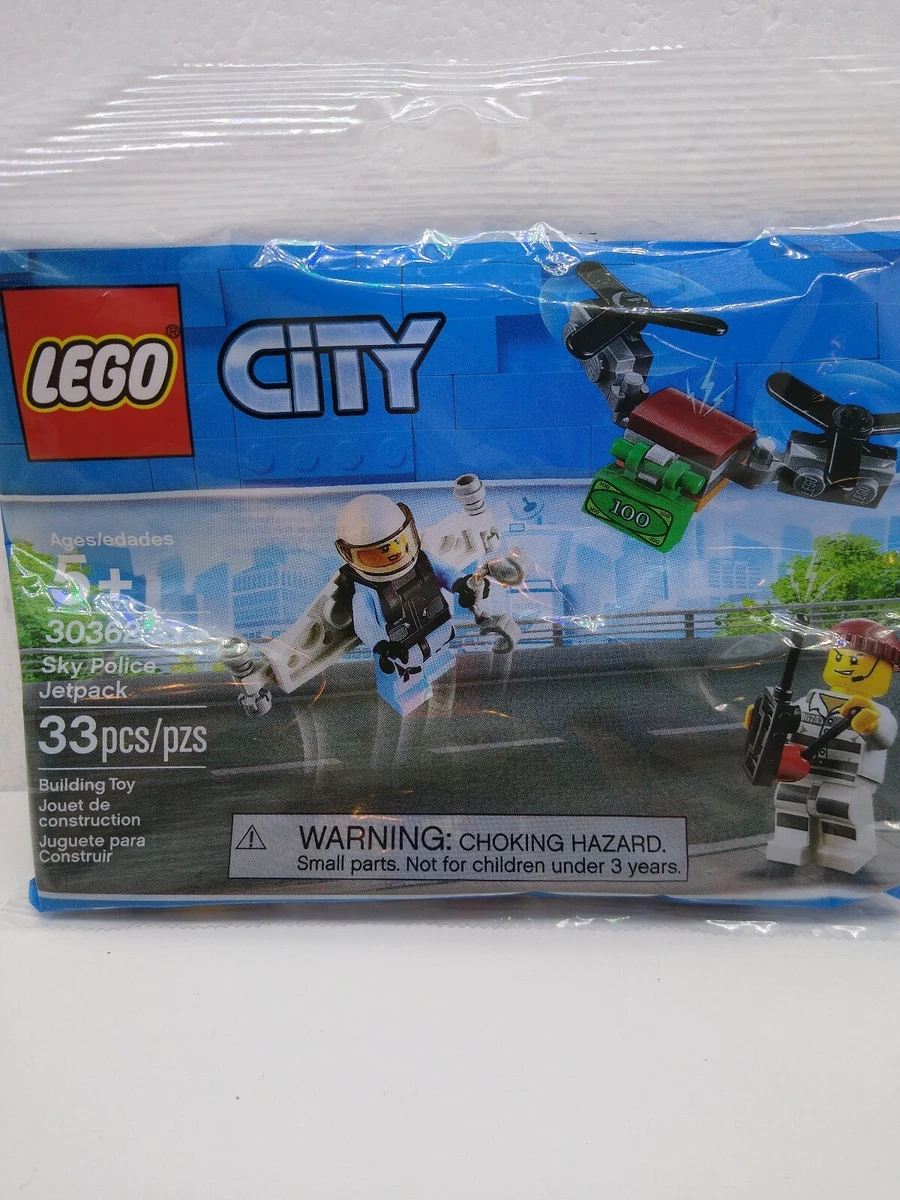 LEGO®
CITY
100
Ages/edades
5+
30362
Sky Police
Jetpack
33pcs/pzs
Building Toy
Jouet de
construction
Juguete para
Construir
WARNING: CHOKING HAZARD.
Small parts. Not for children under 3 years.